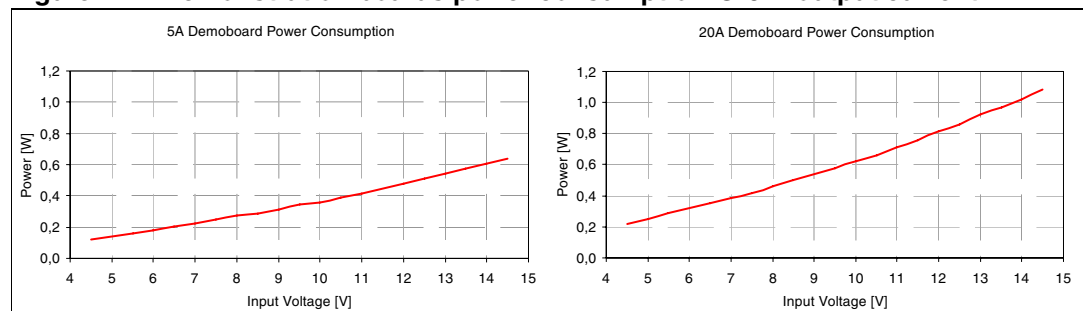 5A Demoboard Power Consumption
1,2
1,0
0,8
0,6
0,4
0,2
0,0
Power [W]
4 5 6 7 8 9 10 11 12 13 14 15
Input Voltage [V]
20A Demoboard Power Consumption
1,2
1,0
0,8
0,6
0,4
0,2
0,0
Power [W]
4 5 6 7 8 9 10 11 12 13 14 15
Input Voltage [V]